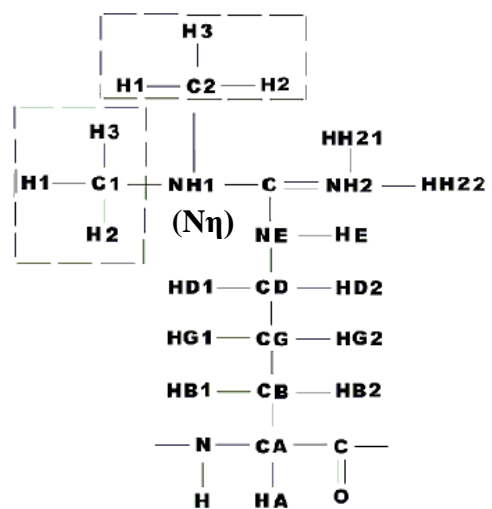 H3
H1 C2 H2
H3
HH21
H1 C1 NH1 C NH2 HH22
(Nη)
H2
NE HE
HD1 CD HD2
HG1 CG HG2
HB1 CB HB2
N CA C
H HA O